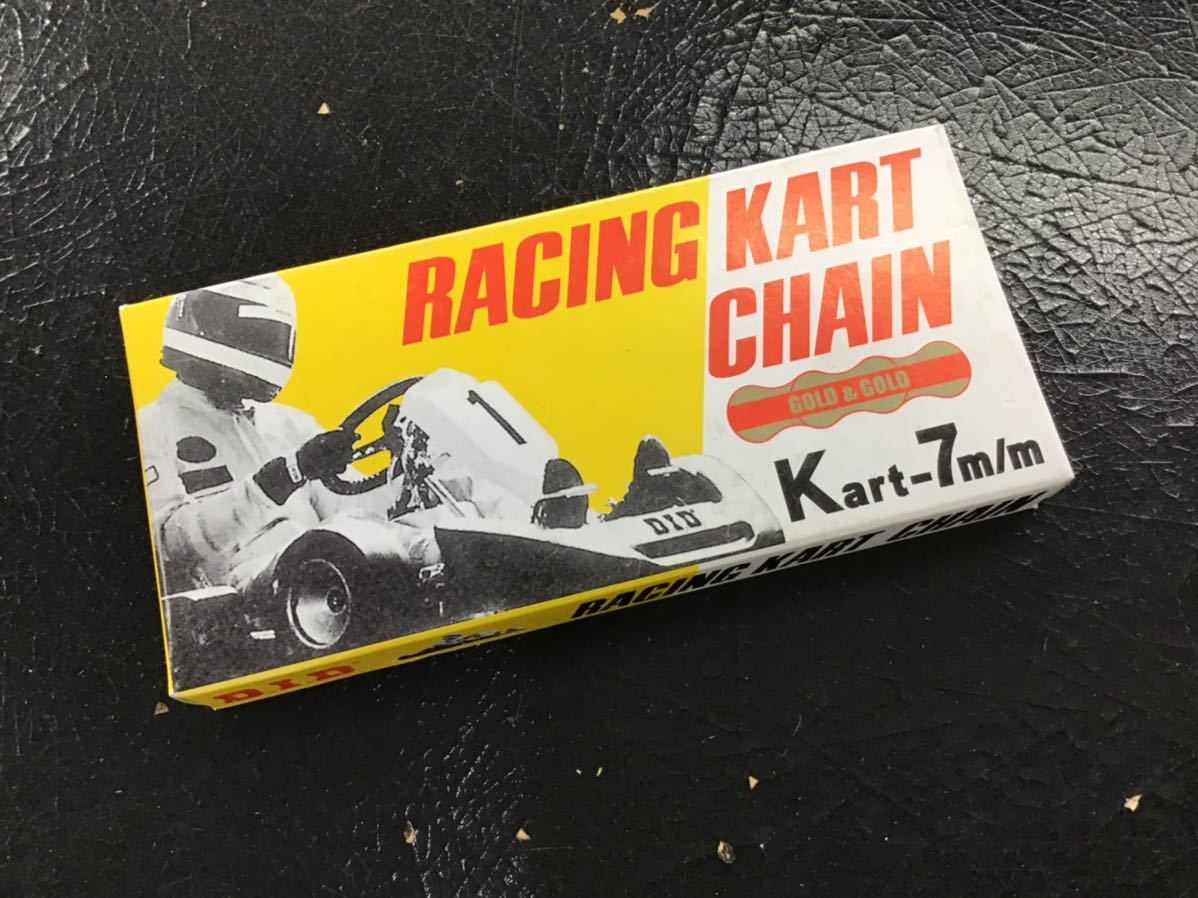 RACING KART
CHAIN
GOLD & GOLD
Kart-7m/m
1
DID
DID
RACING KART CHAIN